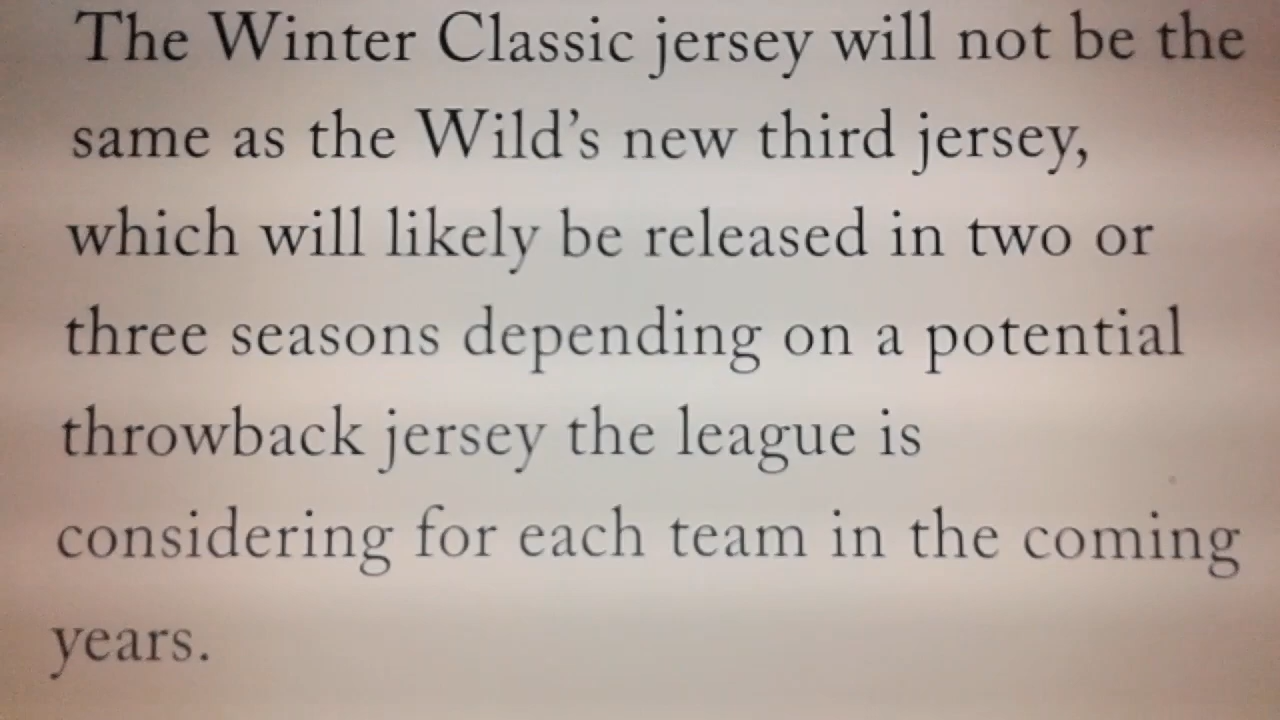 The Winter Classic jersey will not be the
same as the Wild’s new third jersey,
which will likely be released in two or
three seasons depending on a potential
throwback jersey the league is
considering for each team in the coming
years.